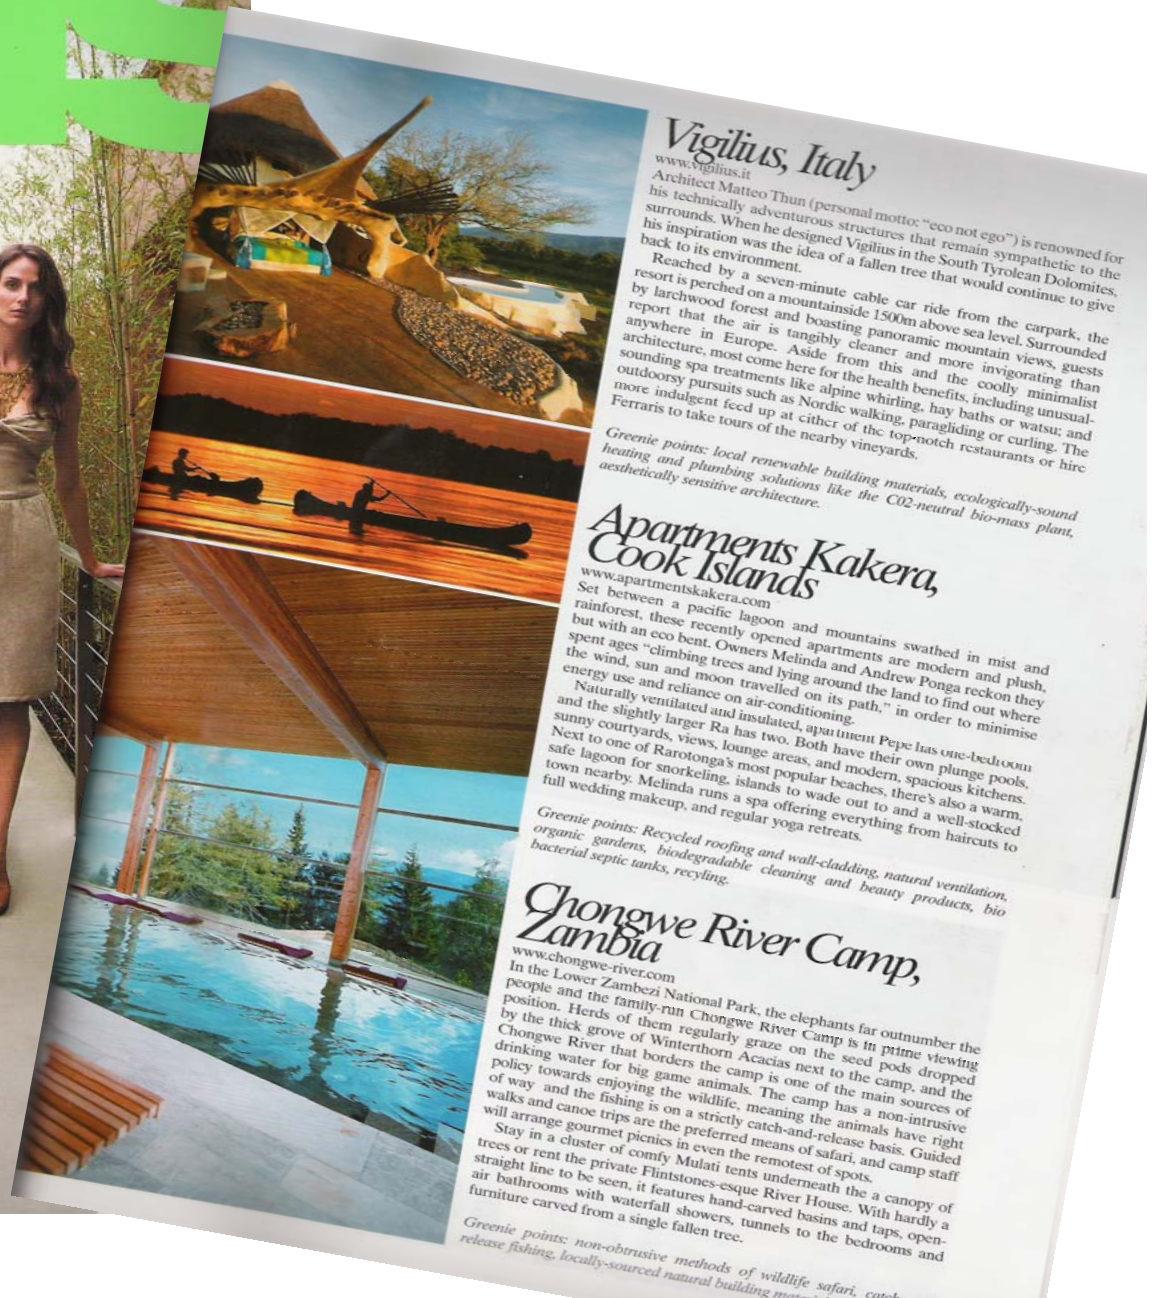 Vigilius, Italy
www.vigilius.it
Architect Matteo Thun (personal motto: “eco not ego”) is renowned for
his technically adventurous structures that remain sympathetic to the
surrounds. When he designed Vigilius in the South Tyrolean Dolomites,
his inspiration was the idea of a fallen tree that would continue to give
back to its environment.
Reached by a seven-minute cable car ride from the carpark, the
resort is perched on a mountainside 1500m above sea level. Surrounded
by larchwood forest and boasting panoramic mountain views, guests
report that the air is tangibly cleaner and more invigorating than
anywhere in Europe. Aside from this and the coolly minimalist
architecture, most come here for the health benefits, including unusual-
sounding spa treatments like alpine whirling, hay baths or watsu; and
outdoorsy pursuits such as Nordic walking, paragliding or curling. The
more indulgent feed up at either of the top-notch restaurants or hire
Ferraris to take tours of the nearby vineyards.
Greenie points: local renewable building materials, ecologically-sound
heating and plumbing solutions like the C02-neutral bio-mass plant,
aesthetically sensitive architecture.
Apartments Kakera,
Cook Islands
www.apartmentskakera.com
Set between a pacific lagoon and mountains swathed in mist and
rainforest, these recently opened apartments are modern and plush,
but with an eco bent. Owners Melinda and Andrew Ponga reckon they
spent ages “climbing trees and lying around the land to find out where
the wind, sun and moon travelled on its path,” in order to minimise
energy use and reliance on air-conditioning.
Naturally ventilated and insulated, apartment Pepe has one-bedroom
and the slightly larger Ra has two. Both have their own plunge pools,
sunny courtyards, views, lounge areas, and modern, spacious kitchens.
Next to one of Rarotonga’s most popular beaches, there’s also a warm,
safe lagoon for snorkeling, islands to wade out to and a well-stocked
town nearby. Melinda runs a spa offering everything from haircuts to
full wedding makeup, and regular yoga retreats.
Greenie points: Recycled roofing and wall-cladding, natural ventilation,
organic gardens, biodegradable cleaning and beauty products, bio
bacterial septic tanks, recyling.
Chongwe River Camp,
Zambia
www.chongwe-river.com
In the Lower Zambezi National Park, the elephants far outnumber the
people and the family-run Chongwe River Camp is in prime viewing
position. Herds of them regularly graze on the seed pods dropped
by the thick grove of Winterthorn Acacias next to the camp, and the
Chongwe River that borders the camp is one of the main sources of
drinking water for big game animals. The camp has a non-intrusive
policy towards enjoying the wildlife, meaning the animals have right
of way and the fishing is on a strictly catch-and-release basis. Guided
walks and canoe trips are the preferred means of safari, and camp staff
will arrange gourmet picnics in even the remotest of spots.
Stay in a cluster of comfy Mulati tents underneath the a canopy of
trees or rent the private Flintstones-esque River House. With hardly a
straight line to be seen, it features hand-carved basins and taps, open-
air bathrooms with waterfall showers, tunnels to the bedrooms and
furniture carved from a single fallen tree.
Greenie points: non-obtrusive methods of wildlife safari,
release fishing, locally-sourced natural building